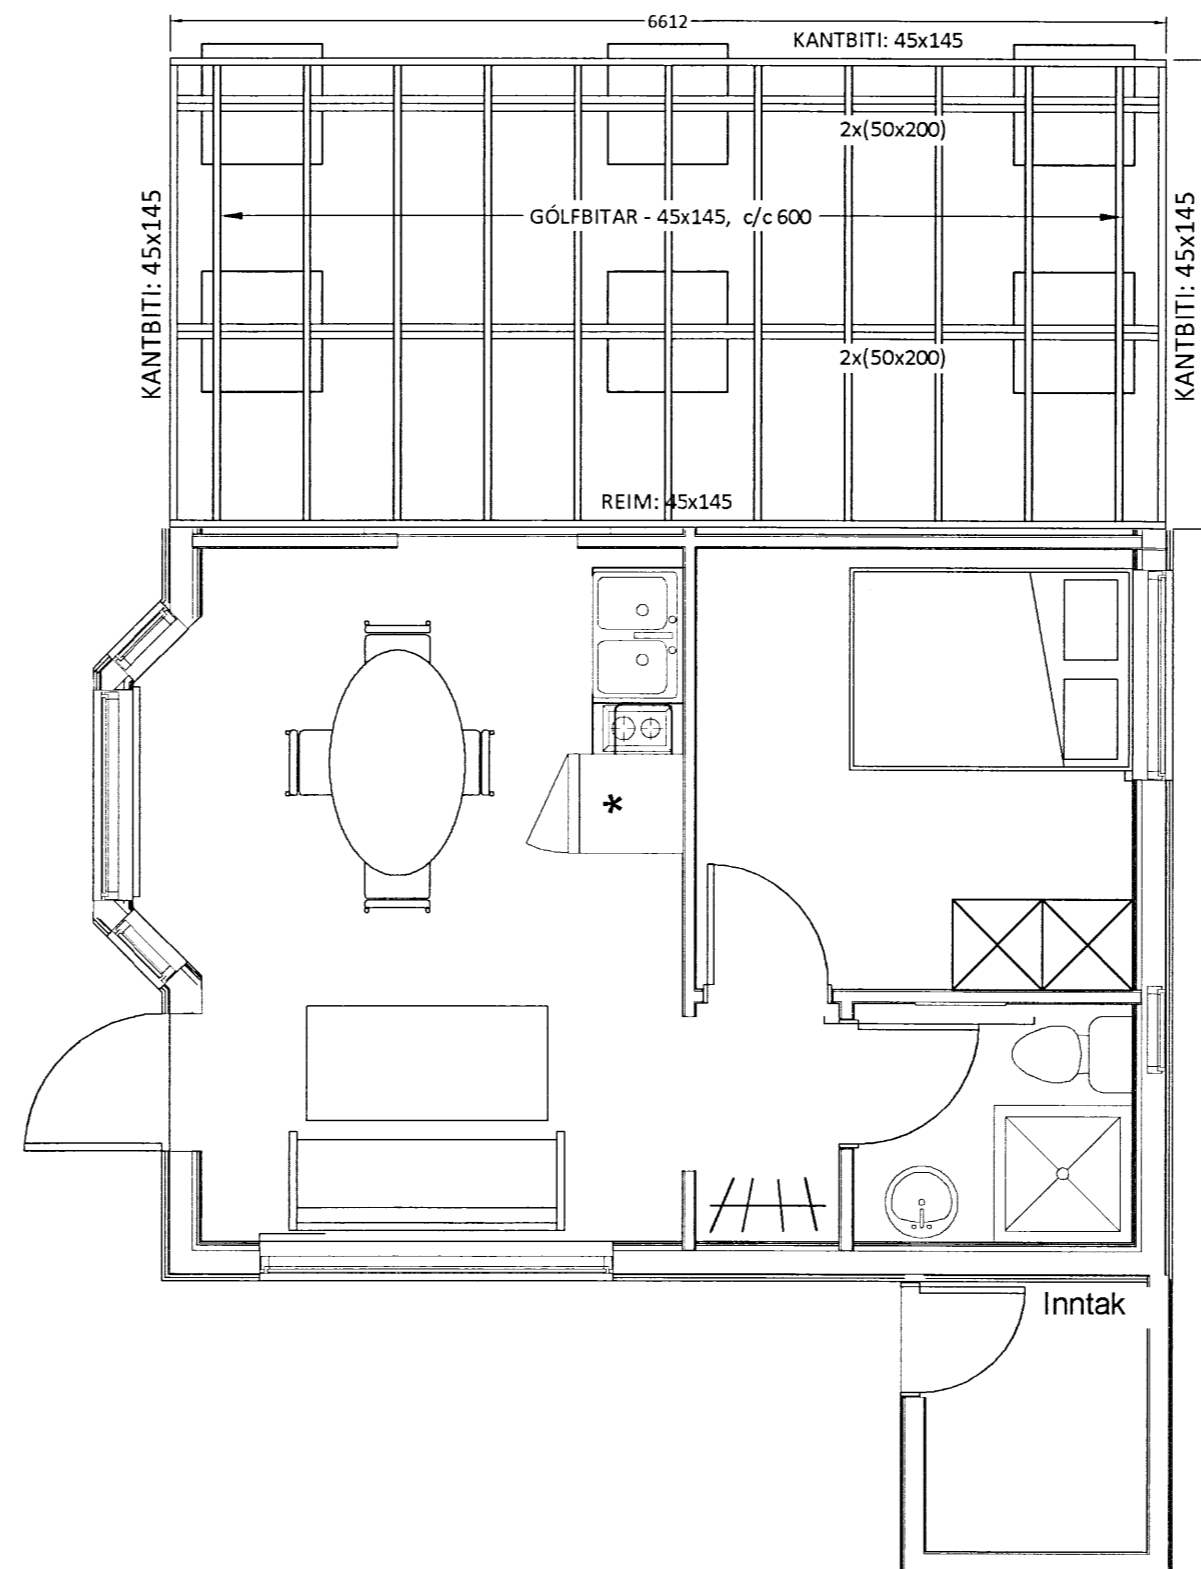 6612
KANTBITI: 45x145
2x(50x200)
KANTBITI: 45x145
GÓLFBITAR - 45x145, c/c 600
KANTBITI: 45x145
2x(50x200)
REIM: 45x145
*
Inntak